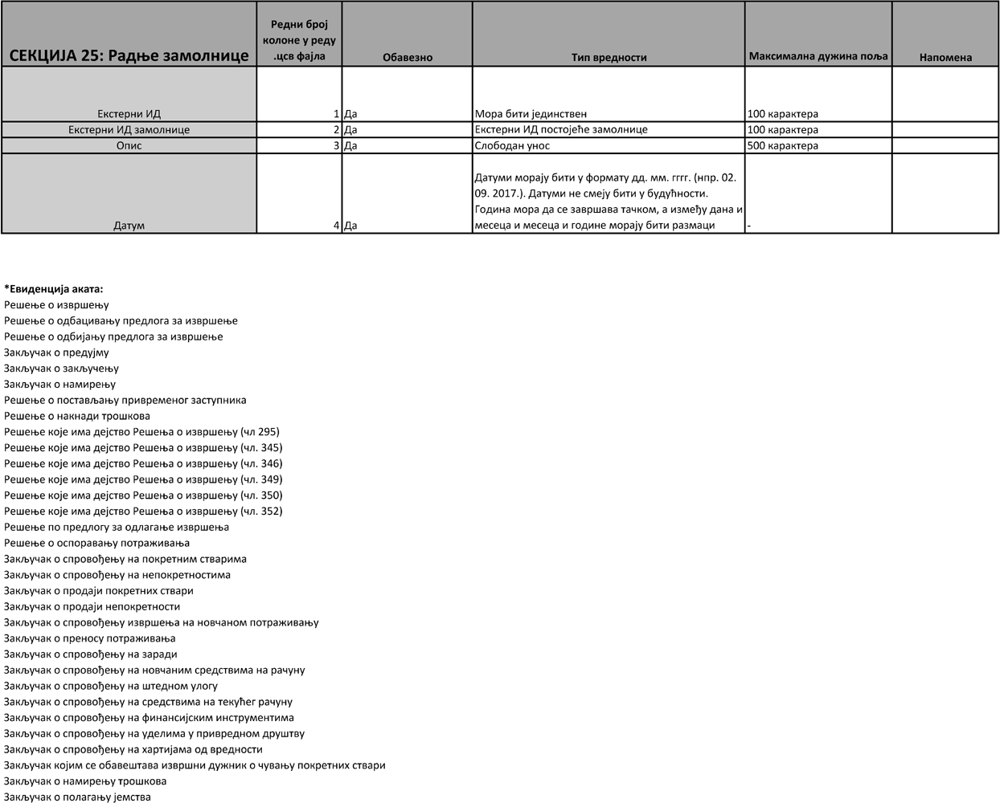 Редни број
колоне у реду
СЕКЦИЈА 25: Радње замолнице .цсв фајла Обавезно Тип вредности Максимална дужина поља Напомена
Екстерни ИД 1 Да Мора бити јединствен 100 карактера
Екстерни ИД замолнице 2 Да Екстерни ИД постојеће замолнице 100 карактера
Опис 3 Да Слободан унос 500 карактера
Датуми морају бити у формату дд. мм. гггг. (нпр. 02.
09. 2017.). Датуми не смеју бити у будућности.
Година мора да се завршава тачком, а између дана и
Датум 4 Да месеца и месеца и године морају бити размаци -
*Евиденција аката:
Решење о извршењу
Решење о одбацивању предлога за извршење
Решење о одбијању предлога за извршење
Закључак о предујму
Закључак о закључењу
Закључак о намирењу
Решење о постављању привременог заступника
Решење о накнади трошкова
Решење које има дејство Решења о извршењу (чл 295)
Решење које има дејство Решења о извршењу (чл. 345)
Решење које има дејство Решења о извршењу (чл. 346)
Решење које има дејство Решења о извршењу (чл. 349)
Решење које има дејство Решења о извршењу (чл. 350)
Решење које има дејство Решења о извршењу (чл. 352)
Решење по предлогу за одлагање извршења
Решење о оспоравању потраживања
Закључак о спровођењу на покретним стварима
Закључак о спровођењу на непокретностима
Закључак о продаји покретних ствари
Закључак о продаји непокретности
Закључак о спровођењу извршења на новчаном потраживању
Закључак о преносу потраживања
Закључак о спровођењу на заради
Закључак о спровођењу на новчаним средствима на рачуну
Закључак о спровођењу на штедном улогу
Закључак о спровођењу на средствима на текућег рачуну
Закључак о спровођењу на финансијским инструментима
Закључак о спровођењу на уделима у привредном друштву
Закључак о спровођењу на хартијама од вредности
Закључак којим се обавештава извршни дужник о чувању покретних ствари
Закључак о намирењу трошкова
Закључак о полагању јемства